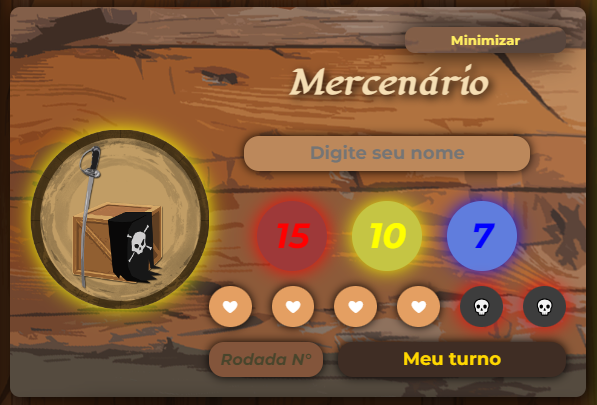 Minimizar
Mercenário
Digite seu nome
15 10 7
Rodada N° Meu turno